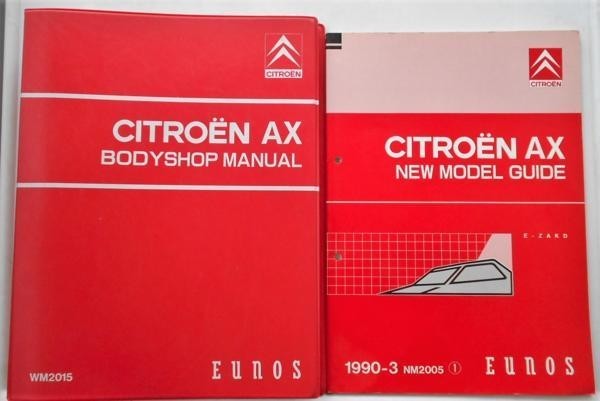 CITROËN
CITROËN AX
BODYSHOP MANUAL
WM2015
EUNOS
CITROËN
CITROËN AX
NEW MODEL GUIDE
E-ZAKD
1990-3 NM2005 ①
EUNOS